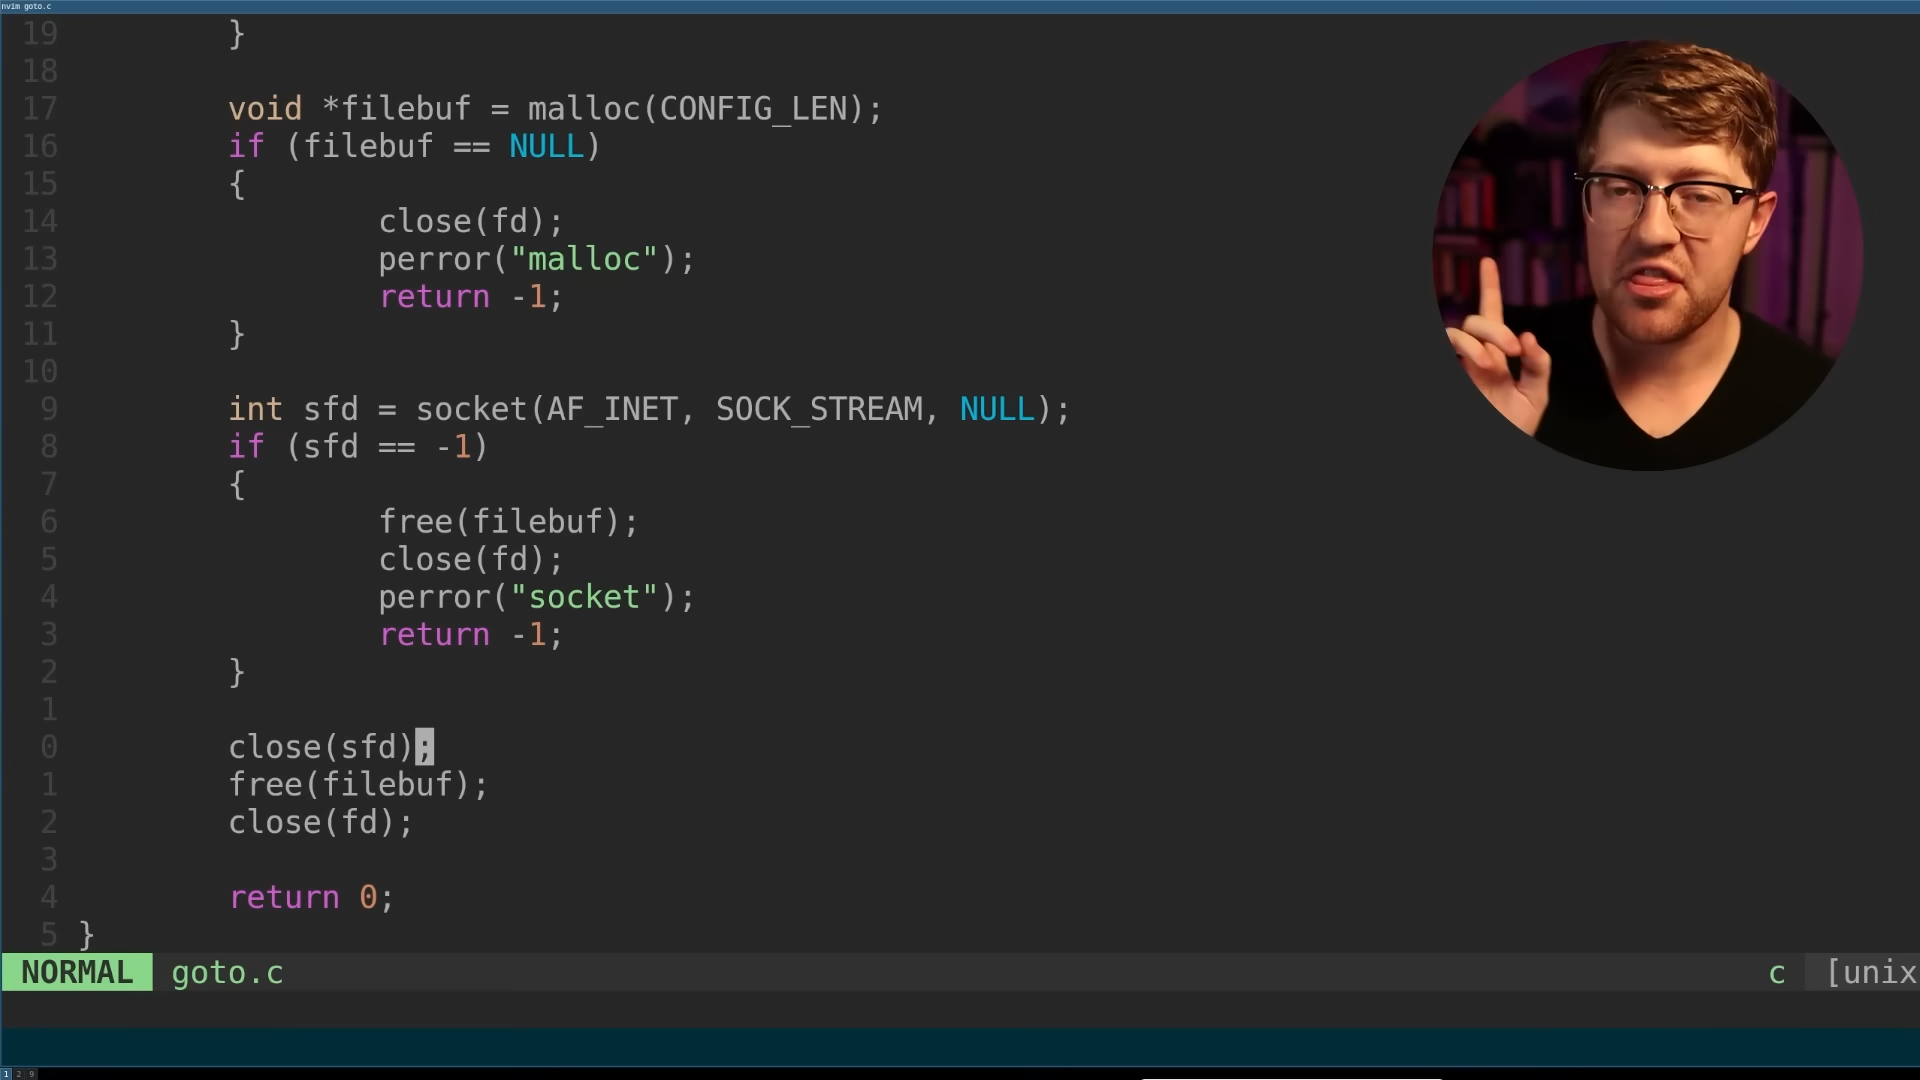 nvim goto.c
19 }
18
17 void *filebuf = malloc(CONFIG_LEN);
16 if (filebuf == NULL)
15 {
14 close(fd);
13 perror("malloc");
12 return -1;
11 }
10
9 int sfd = socket(AF_INET, SOCK_STREAM, NULL);
8 if (sfd == -1)
7 {
6 free(filebuf);
5 close(fd);
4 perror("socket");
3 return -1;
2 }
1
0 close(sfd);
1 free(filebuf);
2 close(fd);
3
4 return 0;
5 }
NORMAL goto.c c [unix
1 2 9